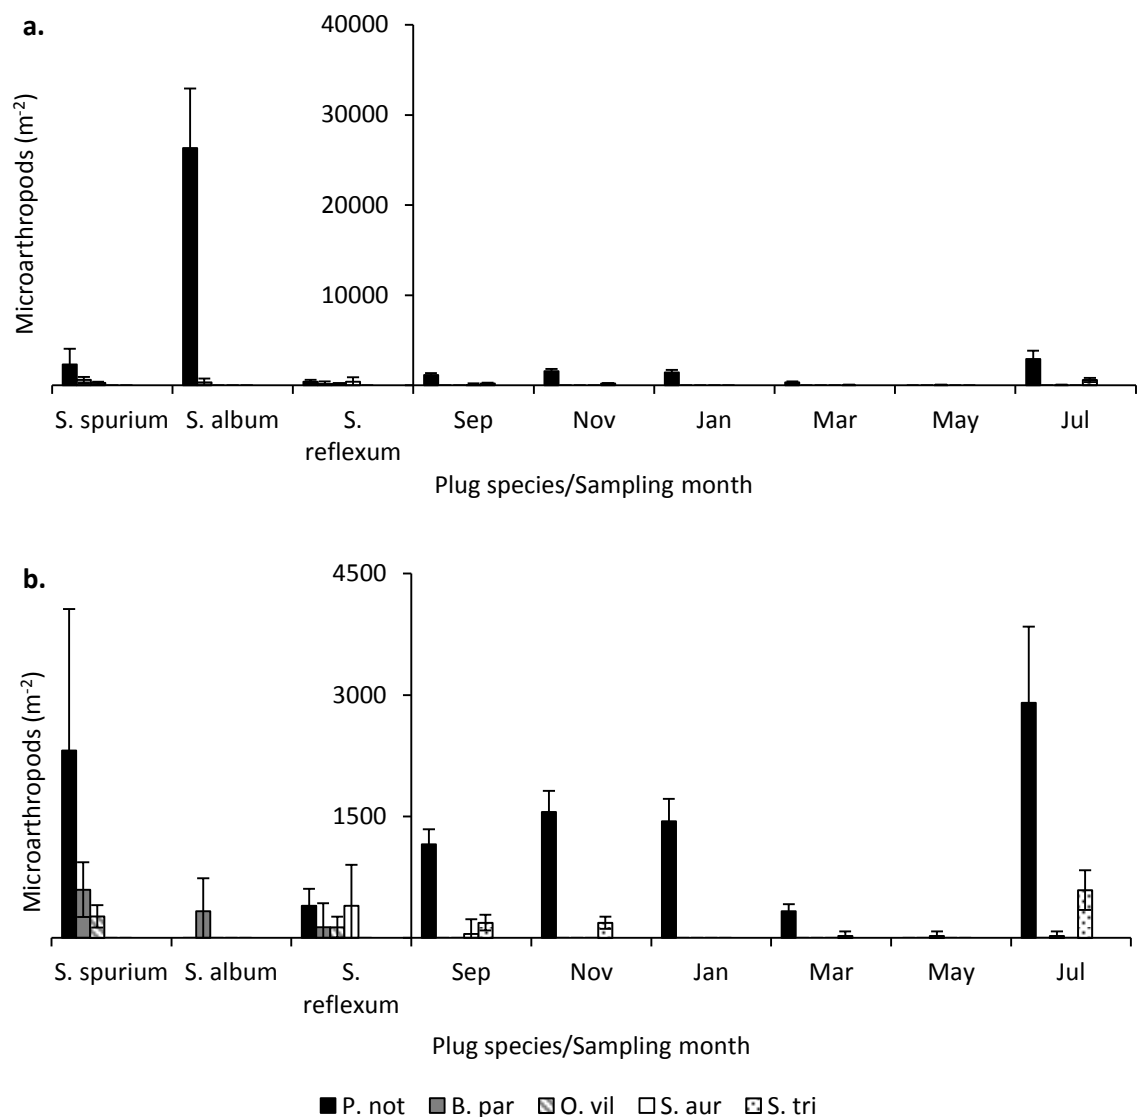 a.
Microarthropods (m-2)
40000
30000
20000
10000
S. spurium
S. album
S.
reflexum
Sep
Nov
Jan
Mar
May
Jul
Plug species/Sampling month
b.
Microarthropods (m-2)
4500
3000
1500
S. spurium
S. album
S.
reflexum
Sep
Nov
Jan
Mar
May
Jul
Plug species/Sampling month
P. not B. par O. vil S. aur S. tri